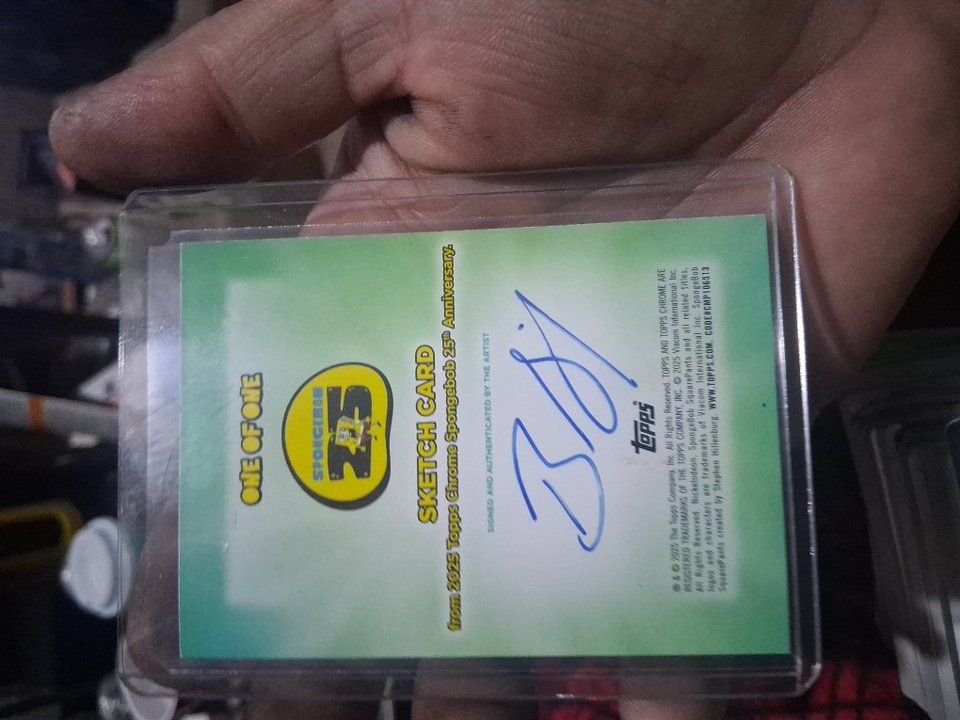 ONE OF ONE
SPONGEBOB
25
SKETCH CARD
from 2025 Topps Chrome Spongebob 25th Anniversary.
SIGNED AND AUTHENTICATED BY THE ARTIST
topps
® & © 2025 The Topps Company, Inc. All Rights Reserved. TOPPS AND TOPPS CHROME ARE
REGISTERED TRADEMARKS OF THE TOPPS COMPANY, INC. © 2025 Viacom International Inc.
All Rights Reserved. Nickelodeon, SpongeBob SquarePants and all related titles,
logos and characters are trademarks of Viacom International Inc. SpongeBob
SquarePants created by Stephen Hillenburg. WWW.TOPPS.COM. CODE#CMP106513